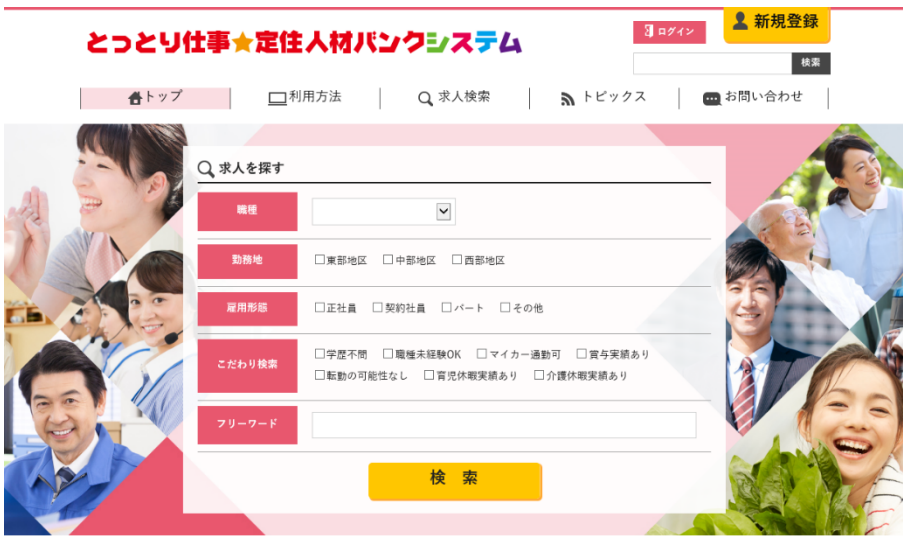 とっとり仕事★定住人材バンクシステム
ログイン
新規登録
検索
トップ
利用方法
求人検索
トピックス
お問い合わせ
求人を探す
職種
勤務地
□東部地区 □中部地区 □西部地区
雇用形態
□正社員 □契約社員 □パート □その他
こだわり検索
□学歴不問 □職種未経験OK □マイカー通勤可 □賞与実績あり
□転勤の可能性なし □育児休暇実績あり □介護休暇実績あり
フリーワード
検 索